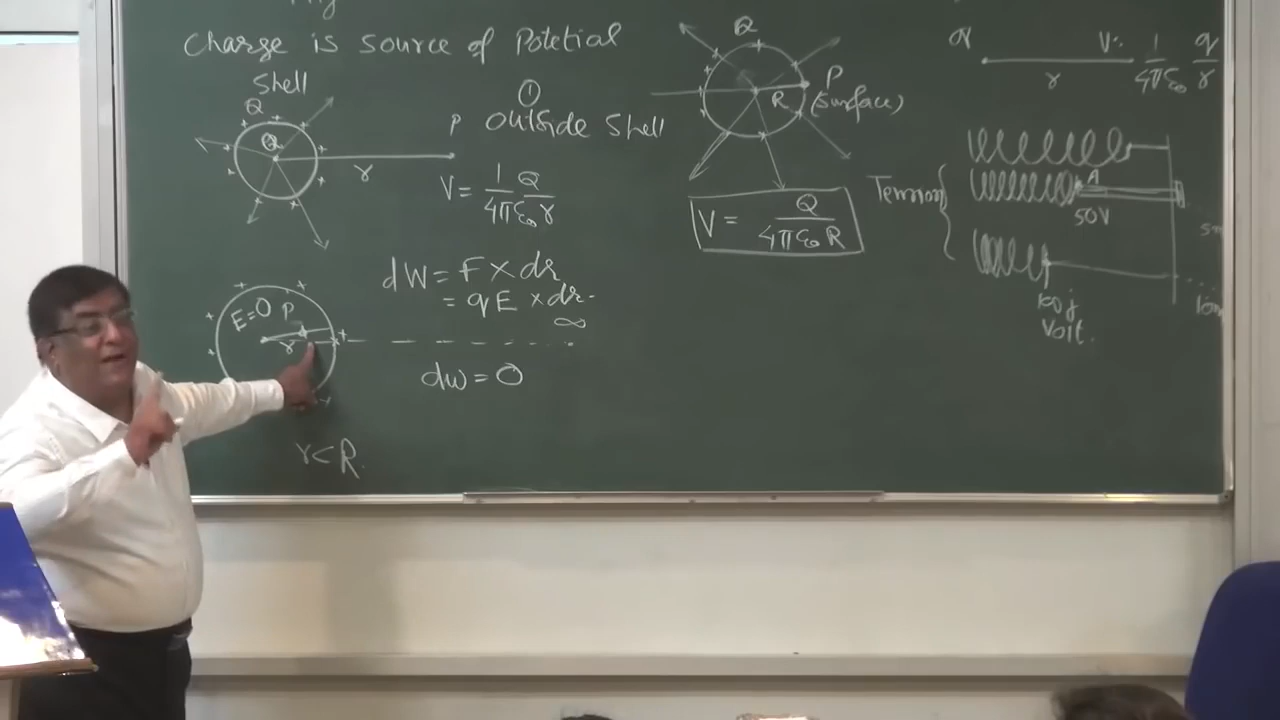 Charge is source of Potetial
Shell
Q
Q
r
①
P outside Shell
V = 1/4πε₀ Q/r
dW = F × dr
= qE × dr.
∞
dw = 0
E=0 P
r
r<R.
Q
R
P
(surface)
V = Q/4πε₀R
r
V: 1/4πε₀ q/r
Tension
A
50V
Volt.